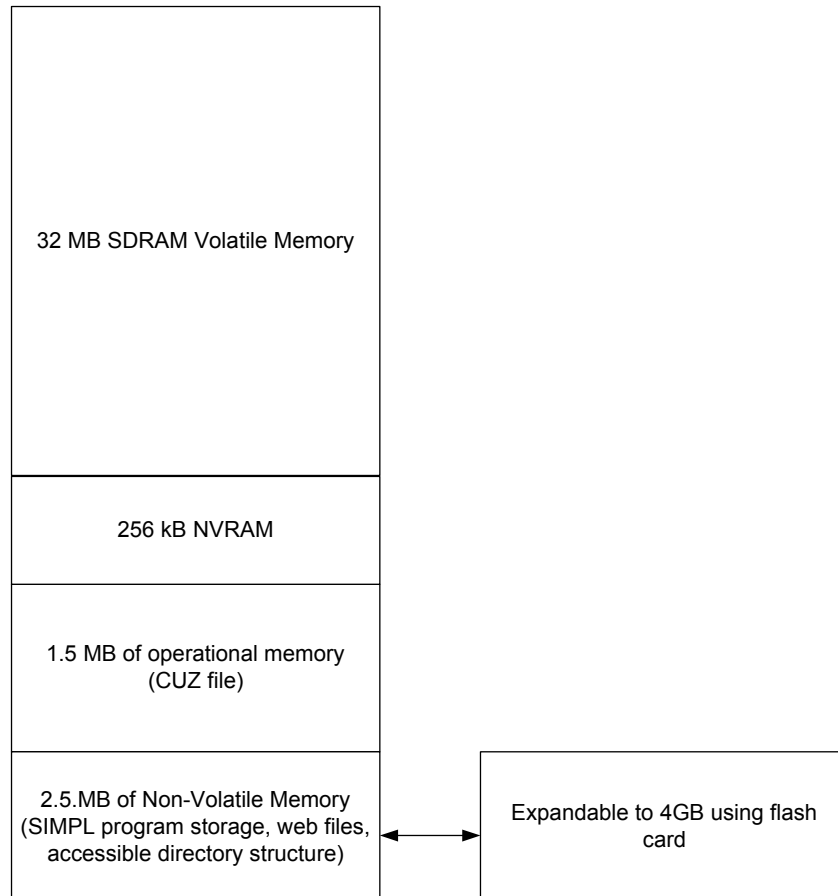 32 MB SDRAM Volatile Memory
256 kB NVRAM
1.5 MB of operational memory
(CUZ file)
2.5.MB of Non-Volatile Memory
(SIMPL program storage, web files,
accessible directory structure)
Expandable to 4GB using flash
card